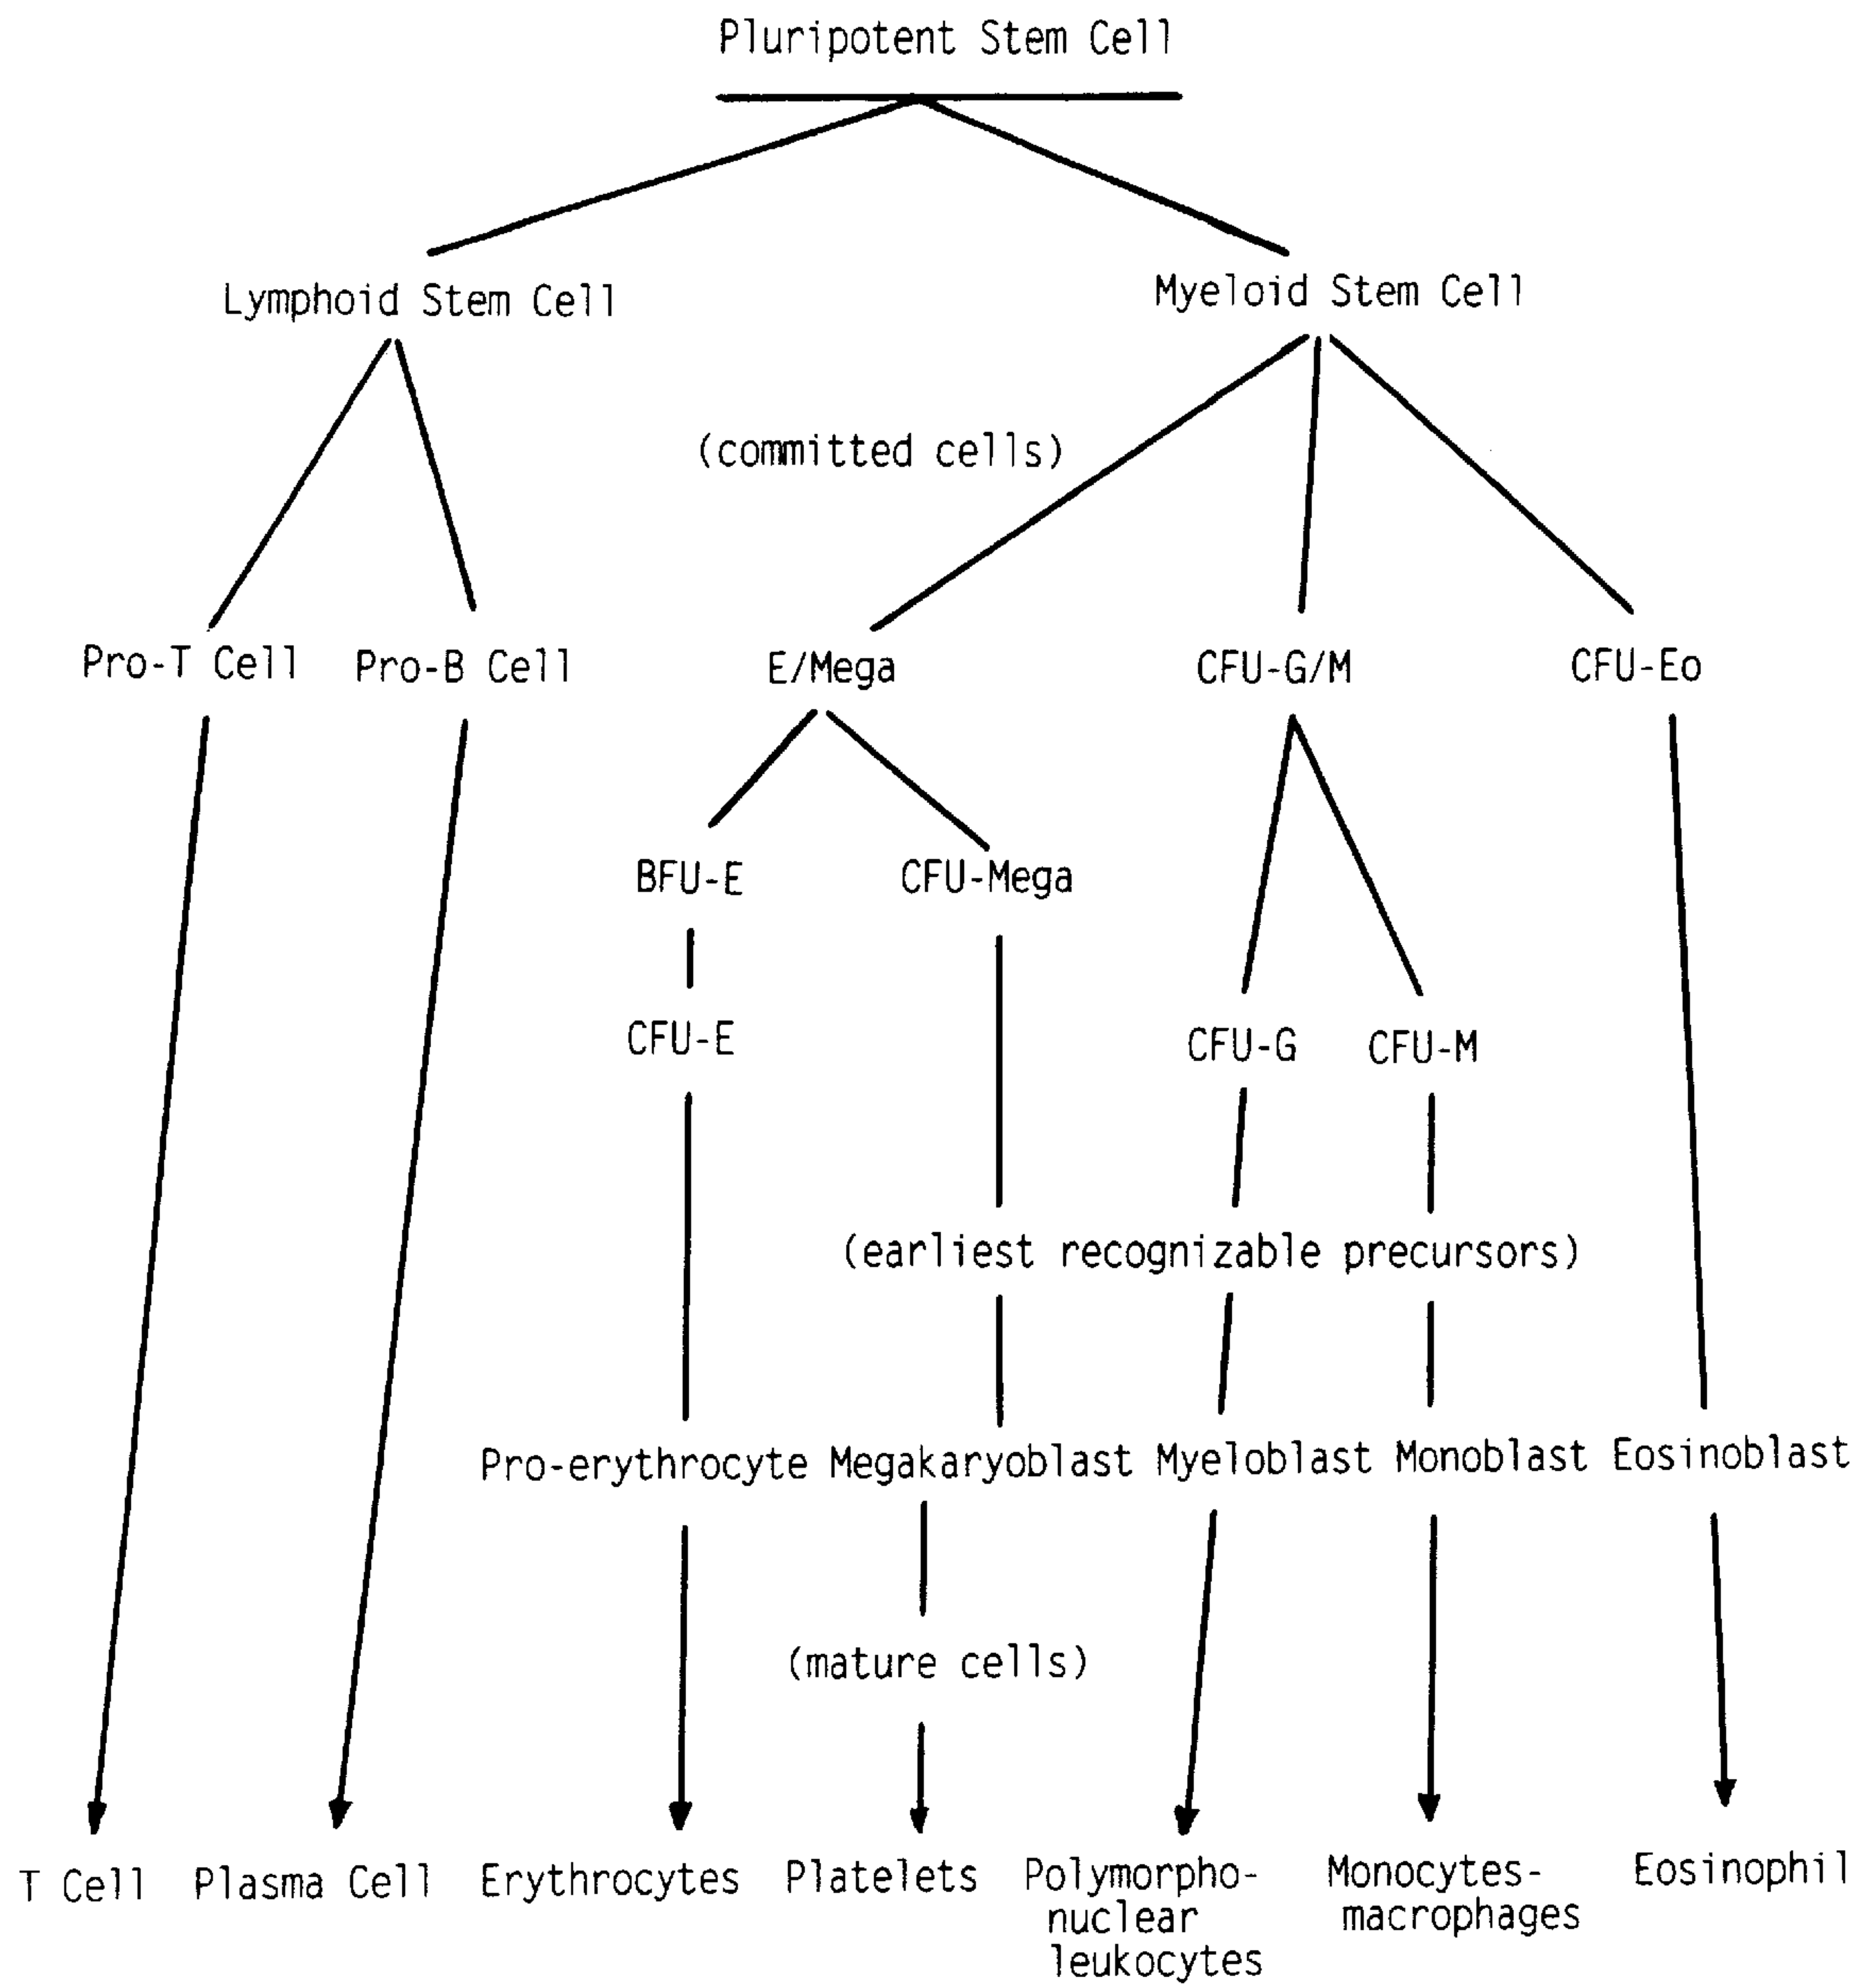 Pluripotent Stem Cell
Lymphoid Stem Cell
Myeloid Stem Cell
(committed cells)
Pro-T Cell
Pro-B Cell
E/Mega
CFU-G/M
CFU-Eo
BFU-E
CFU-Mega
CFU-E
CFU-G
CFU-M
(earliest recognizable precursors)
Pro-erythrocyte
Megakaryoblast
Myeloblast
Monoblast
Eosinoblast
(mature cells)
T Cell
Plasma Cell
Erythrocytes
Platelets
Polymorpho-
nuclear
leukocytes
Monocytes-
macrophages
Eosinophil